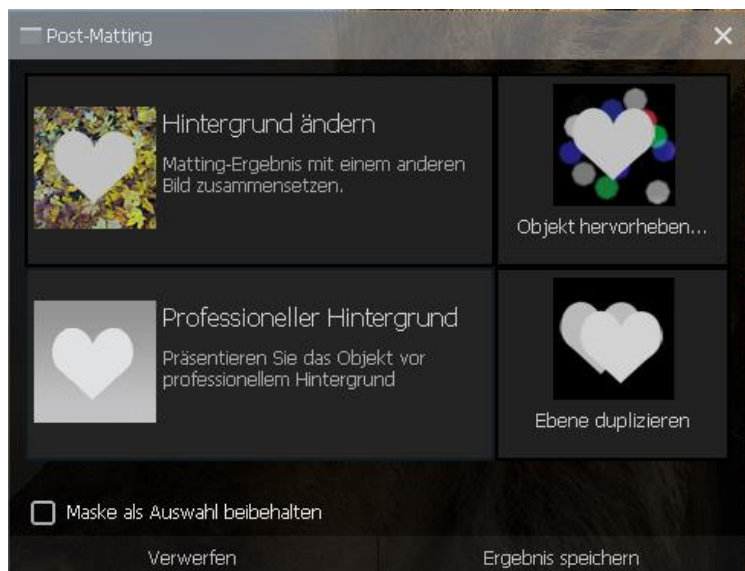 Post-Matting
Hintergrund ändern
Matting-Ergebnis mit einem anderen
Bild zusammensetzen.
Objekt hervorheben...
Professioneller Hintergrund
Präsentieren Sie das Objekt vor
professionellem Hintergrund
Ebene duplizieren
Maske als Auswahl beibehalten
Verwerfen
Ergebnis speichern